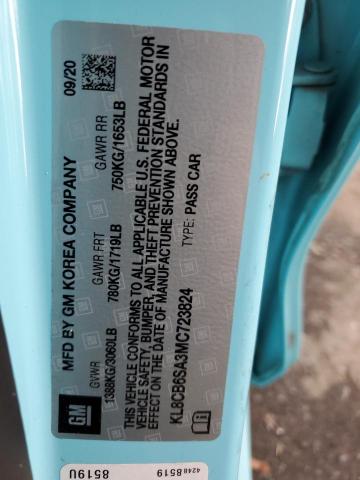 MFD BY GM KOREA COMPANY 09/20
GVWR GAWR FRT GAWR RR
1388KG/3060LB 780KG/1719LB 750KG/1653LB
THIS VEHICLE CONFORMS TO ALL APPLICABLE U.S. FEDERAL MOTOR
VEHICLE SAFETY, BUMPER, AND THEFT PREVENTION STANDARDS IN
EFFECT ON THE DATE OF MANUFACTURE SHOWN ABOVE.
KL8CB6SA3MC723824 TYPE: PASS CAR
GM
4248 8519
8519U